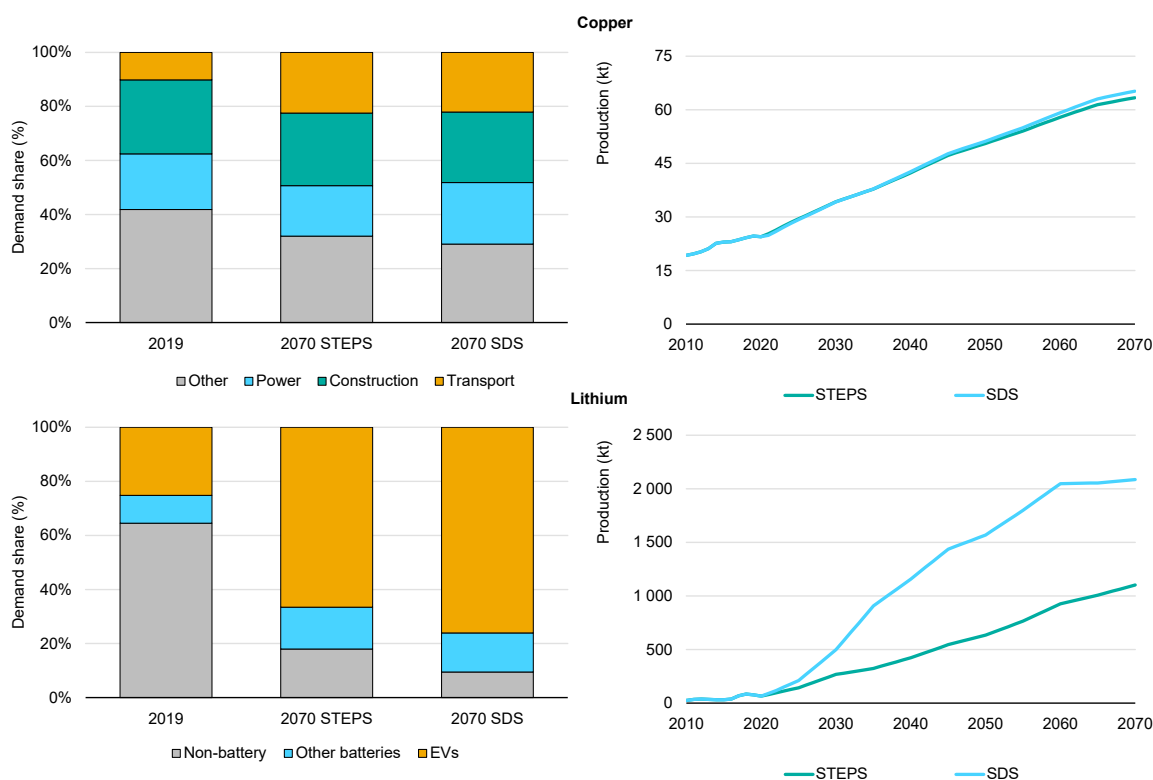 Copper
Demand share (%)
100%
80%
60%
40%
20%
0%
2019 2070 STEPS 2070 SDS
Other Power Construction Transport
Production (kt)
75
60
45
30
15
0
2010 2020 2030 2040 2050 2060 2070
STEPS SDS
Lithium
Demand share (%)
100%
80%
60%
40%
20%
0%
2019 2070 STEPS 2070 SDS
Non-battery Other batteries EVs
Production (kt)
2 500
2 000
1 500
1 000
500
0
2010 2020 2030 2040 2050 2060 2070
STEPS SDS